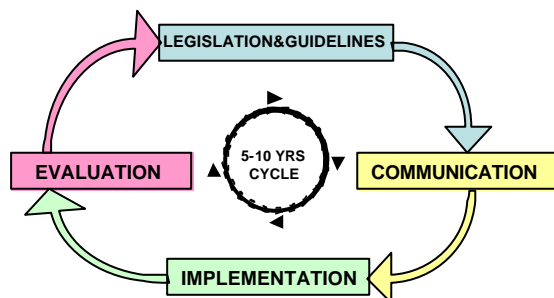 LEGISLATION&GUIDELINES
5-10 YRS
CYCLE
EVALUATION
COMMUNICATION
IMPLEMENTATION